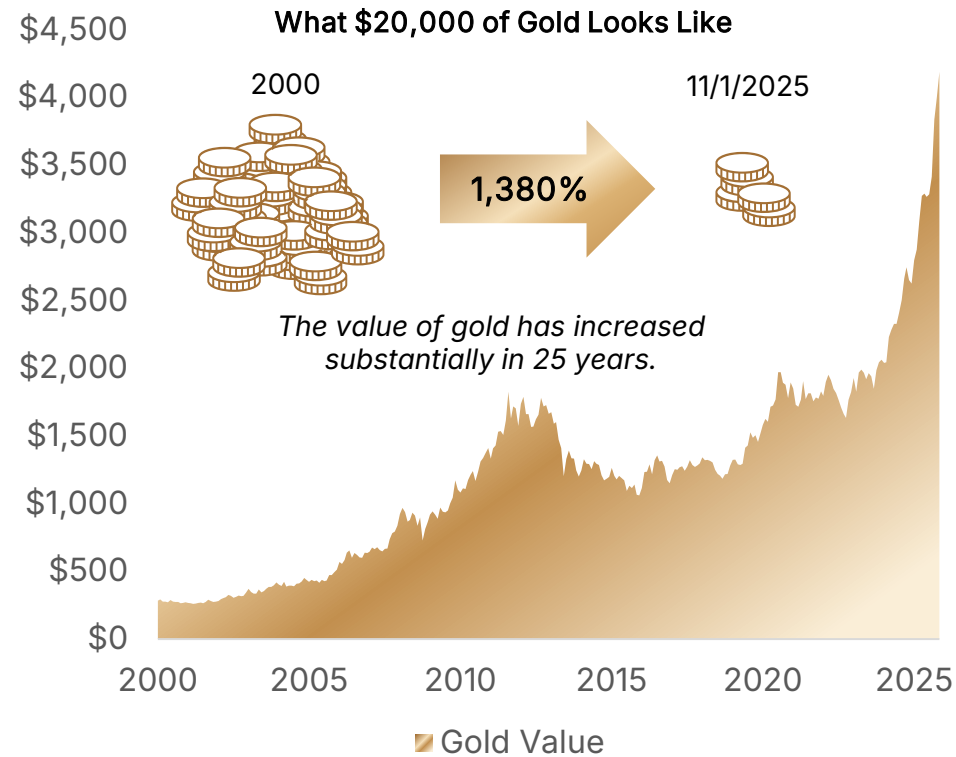 What $20,000 of Gold Looks Like
$4,500
2000
11/1/2025
$4,000
$3,500
1,380%
$3,000
$2,500
The value of gold has increased
substantially in 25 years.
$2,000
$1,500
$1,000
$500
$0
2000 2005 2010 2015 2020 2025
Gold Value